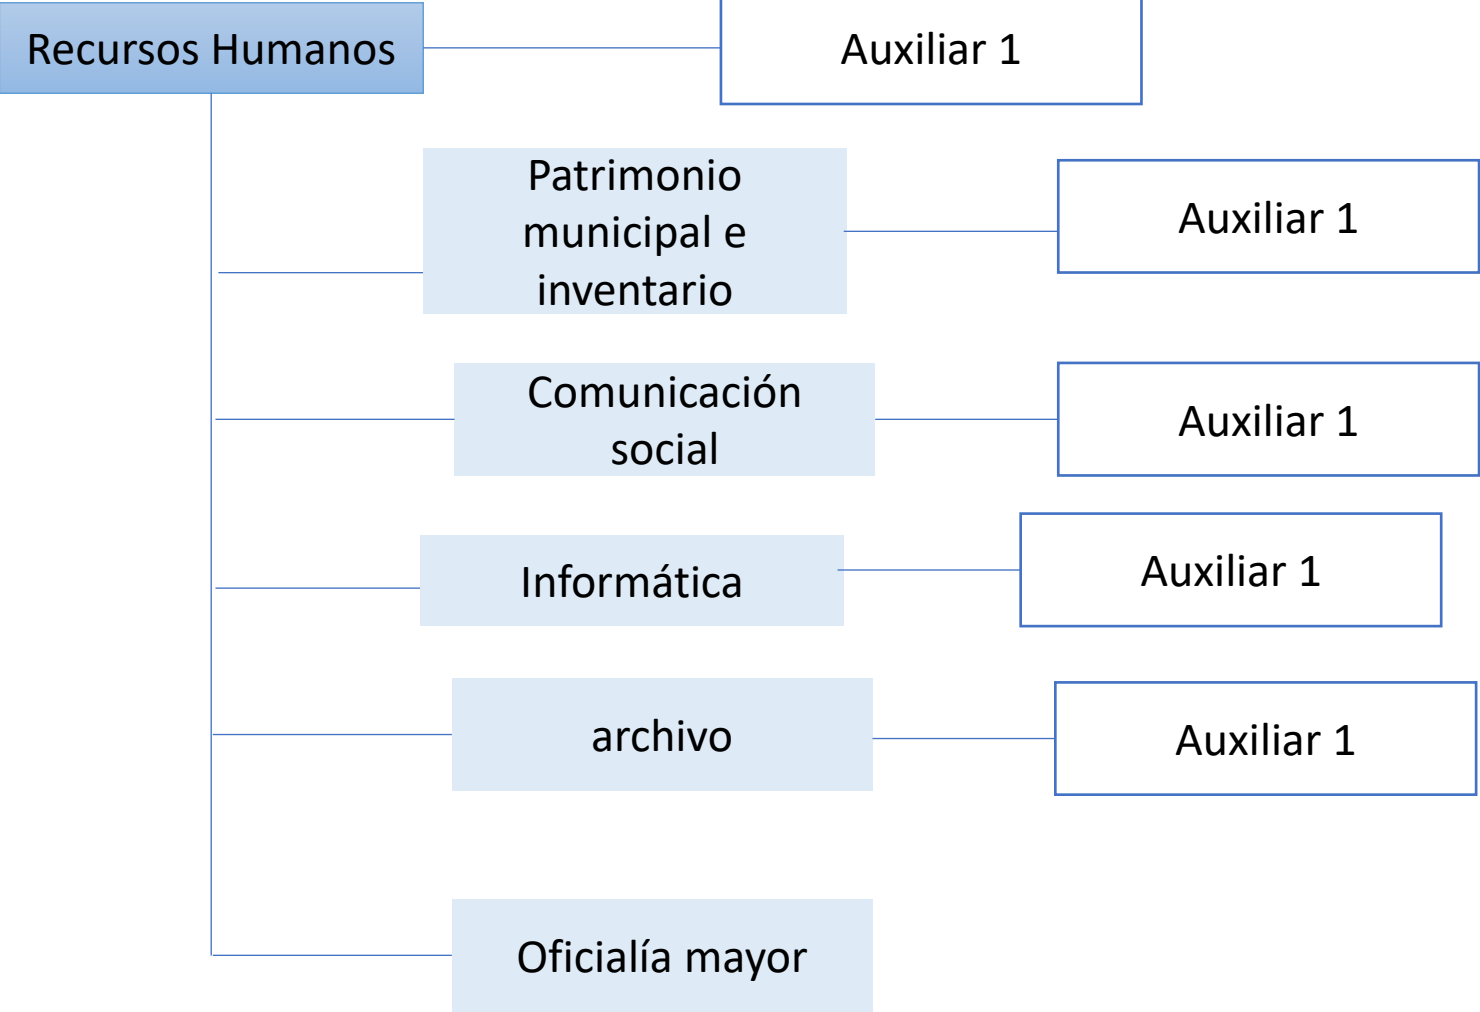 Recursos Humanos
Auxiliar 1
Patrimonio
municipal e
inventario
Auxiliar 1
Comunicación
social
Auxiliar 1
Informática
Auxiliar 1
archivo
Auxiliar 1
Oficialía mayor